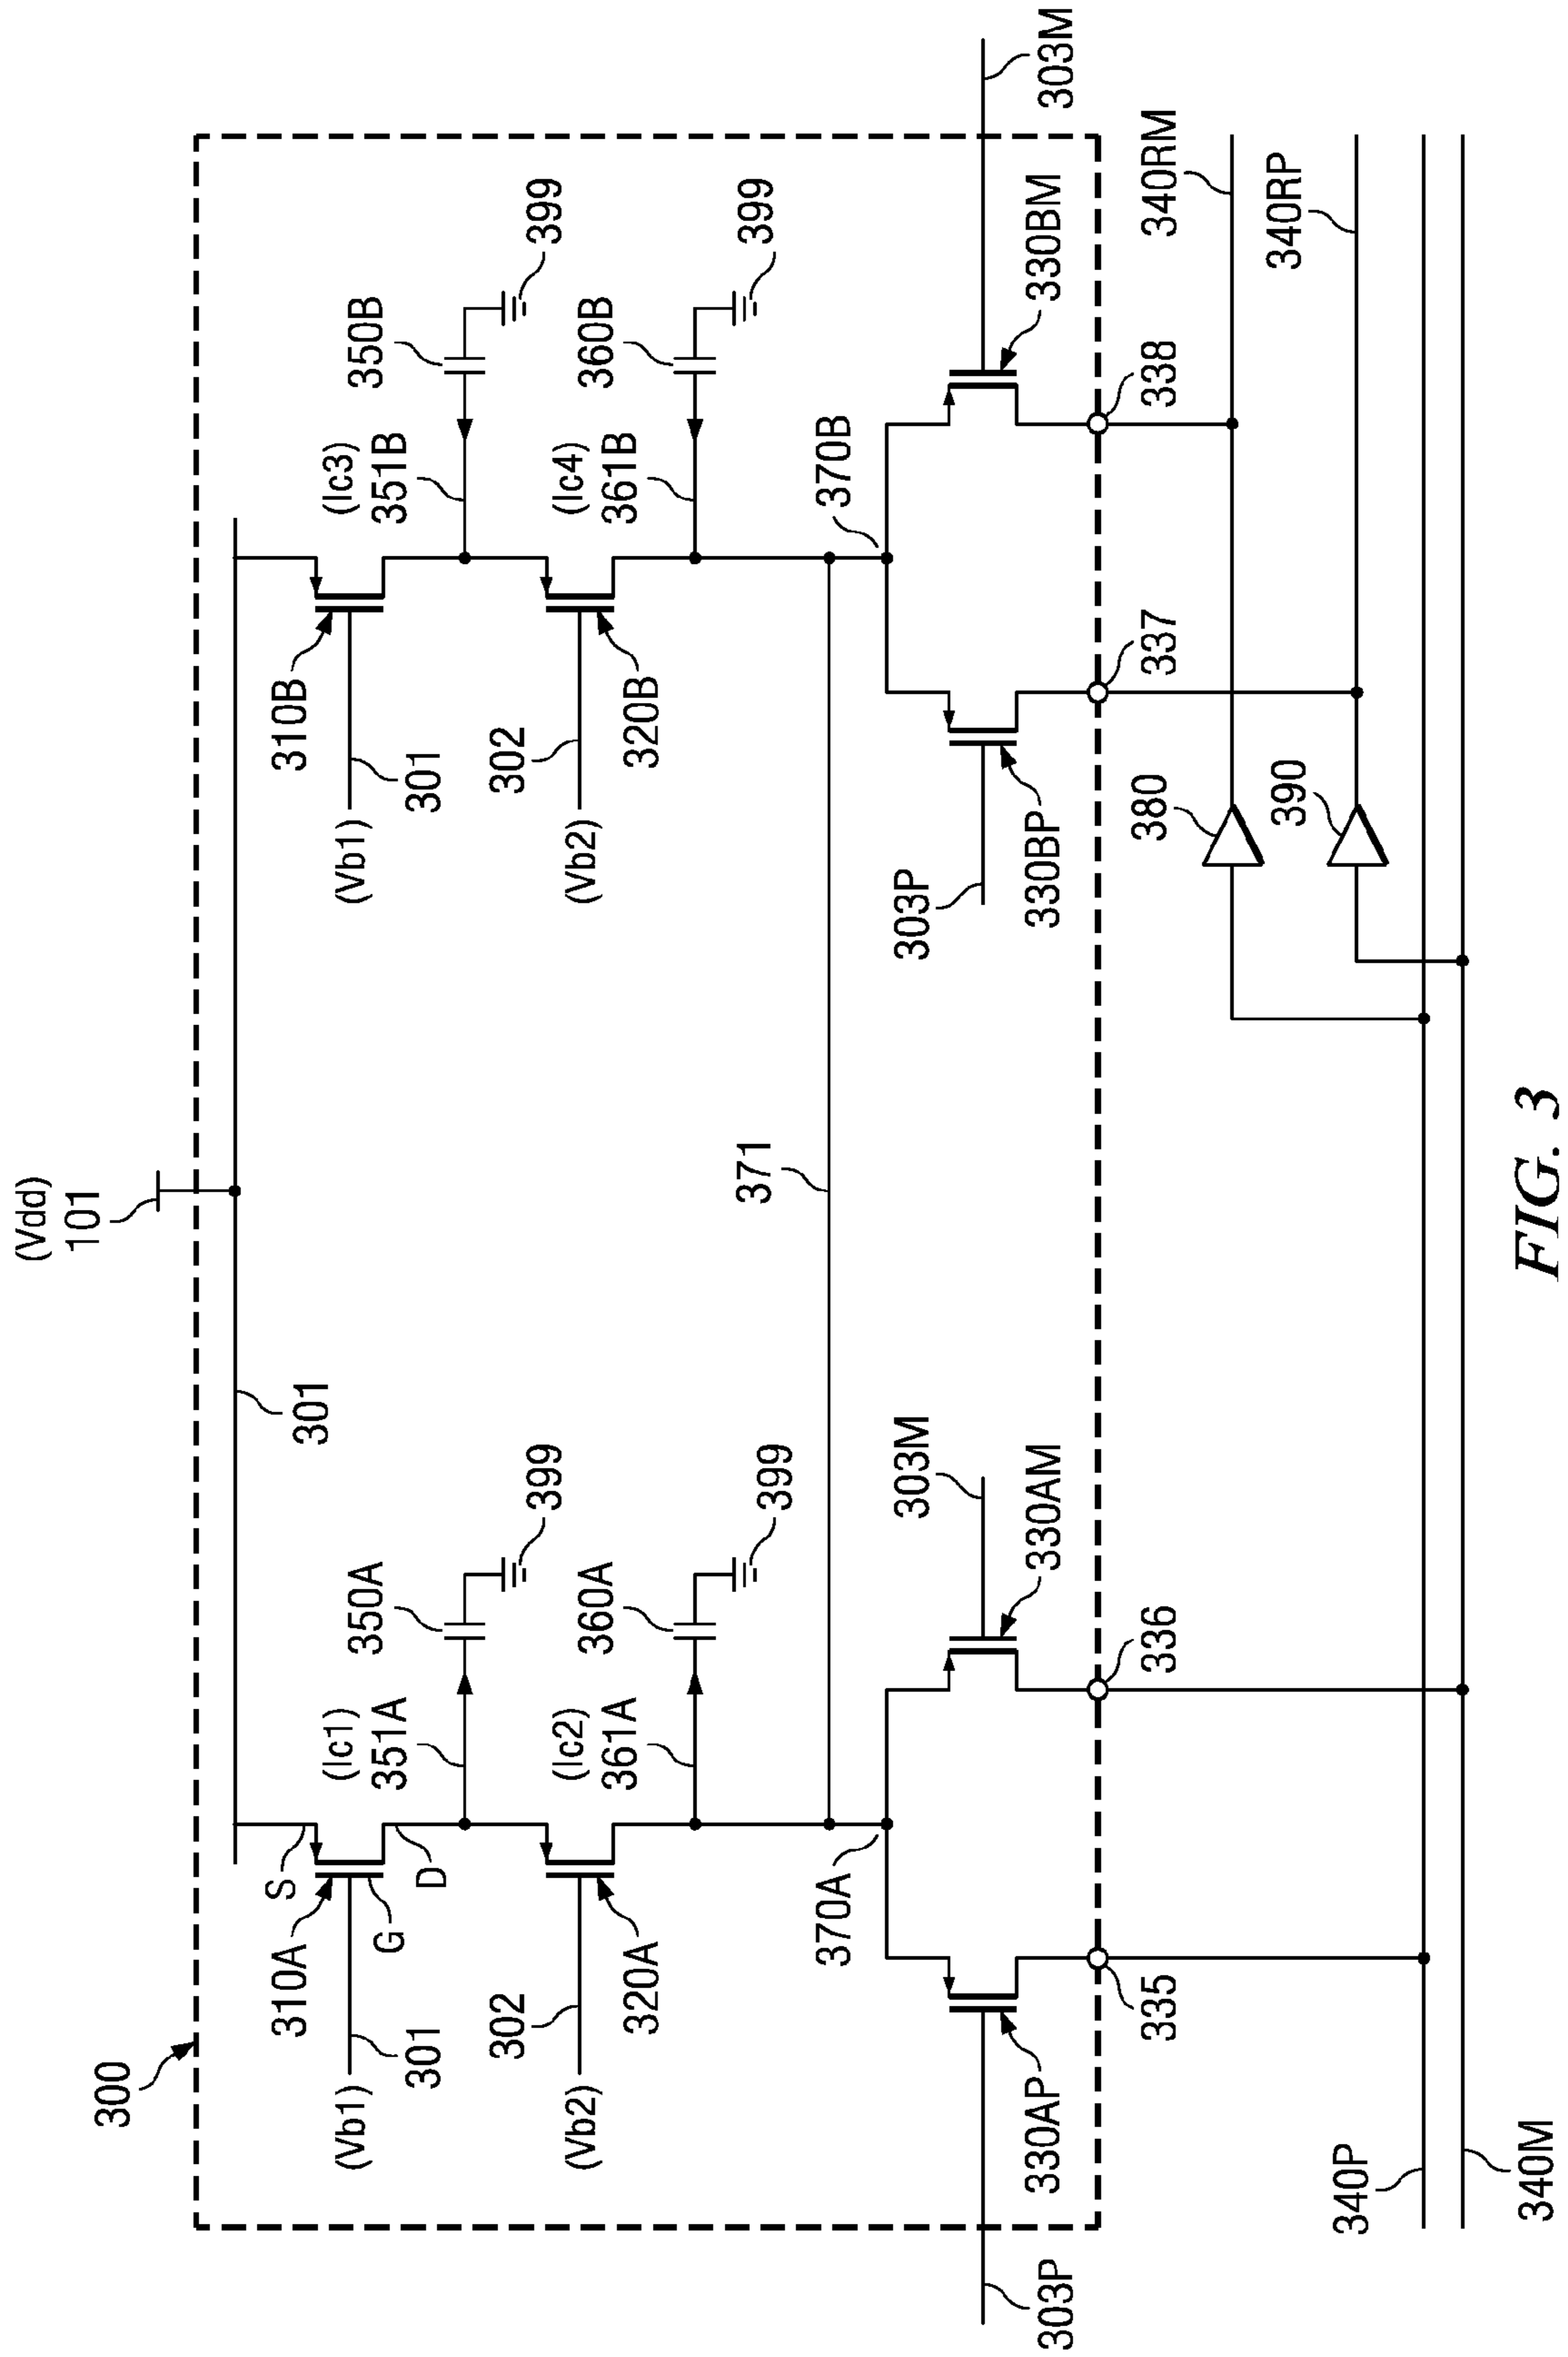 (Vdd)
101
300
301
S
310A
G
D
(Vb1)
301
(Ic1)
351A
350A
399
302
(Vb2)
320A
(Ic2)
361A
360A
399
310B
(Vb1)
301
(Ic3)
351B
350B
399
302
(Vb2)
320B
(Ic4)
361B
360B
399
371
370A
370B
303P
330AP
303M
330AM
303P
330BP
303M
330BM
335
336
337
338
380
390
340RM
340RP
340P
340M
FIG. 3